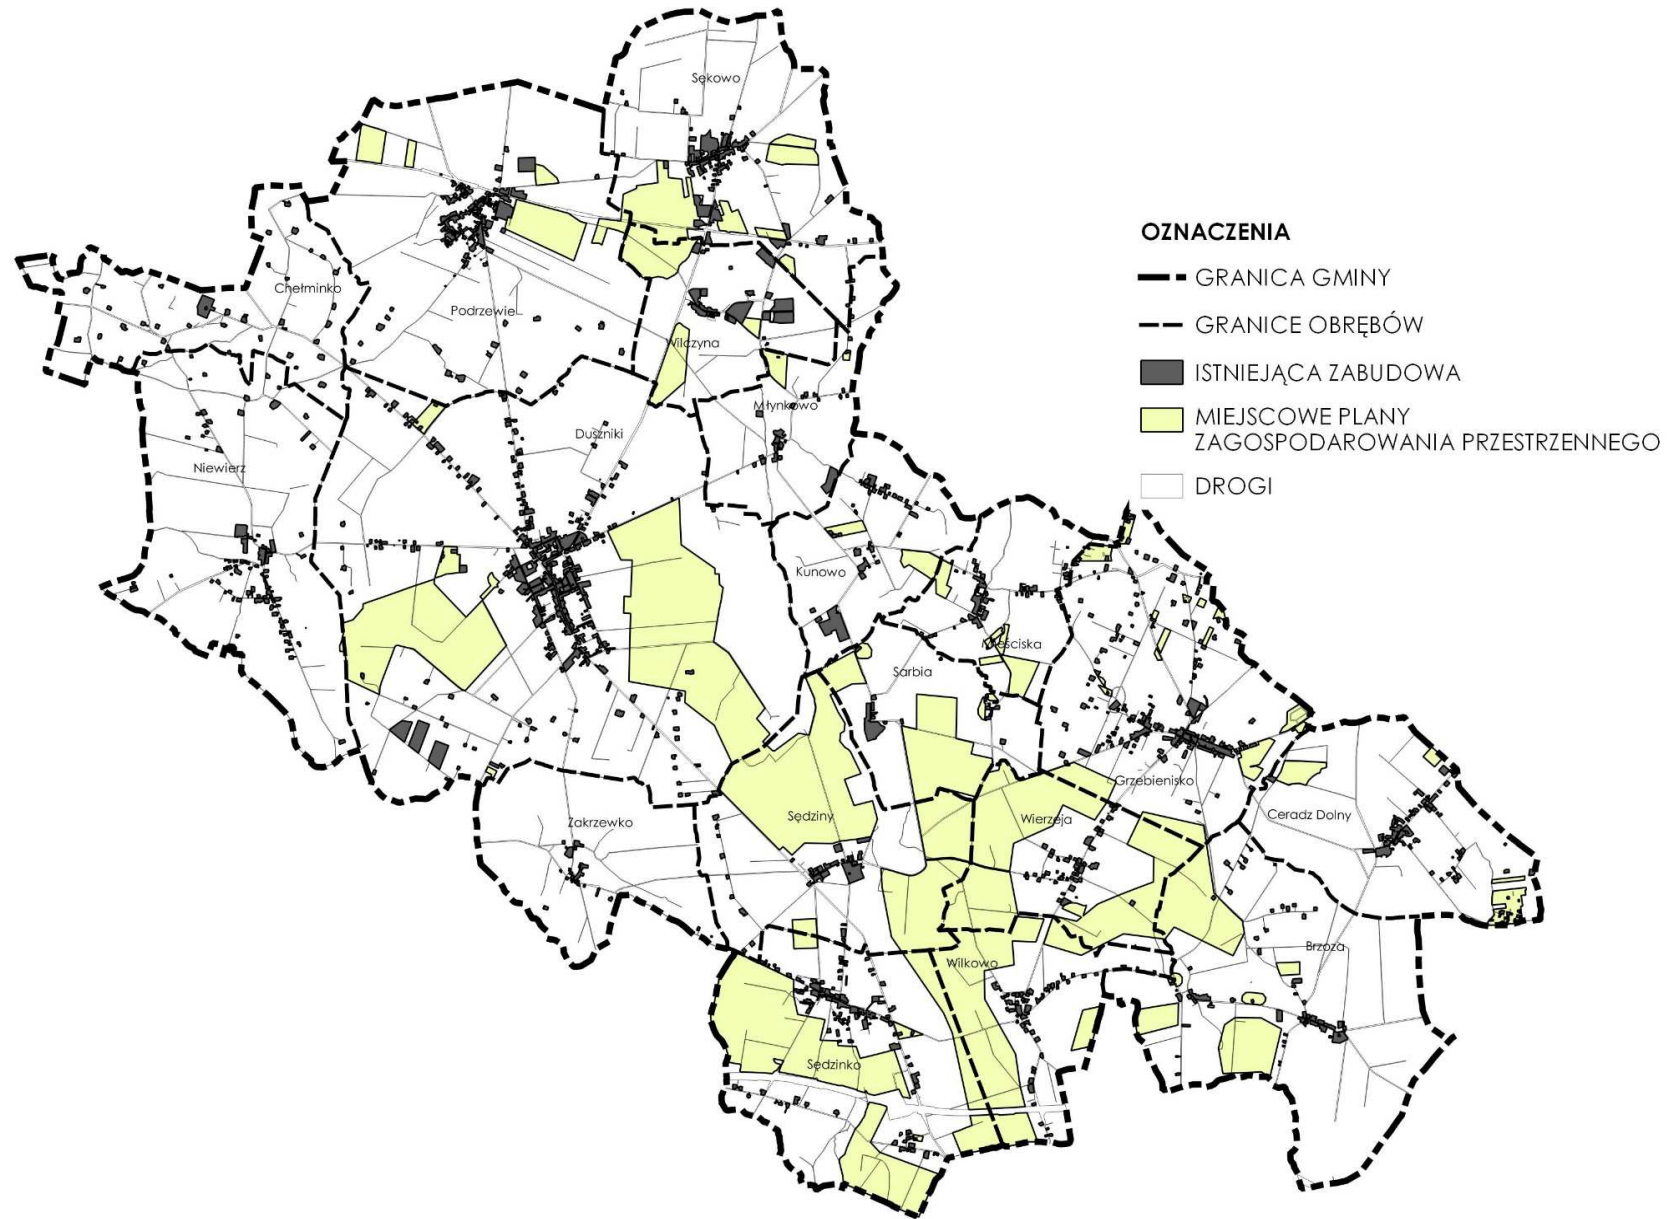 Sękowo
OZNACZENIA
GRANICA GMINY
Chełminko
Podrzewie
GRANICE OBRĘBÓW
Wilczyna
ISTNIEJĄCA ZABUDOWA
Młynkowo
MIEJSCOWE PLANY
ZAGOSPODAROWANIA PRZESTRZENNEGO
Duszniki
Niewierz
DROGI
Kunowo
Mieściska
Sarbia
Grzebienisko
Sędziny
Wierzeja
Ceradz Dolny
Zakrzewko
Brzoza
Wilkowo
Sędzinko